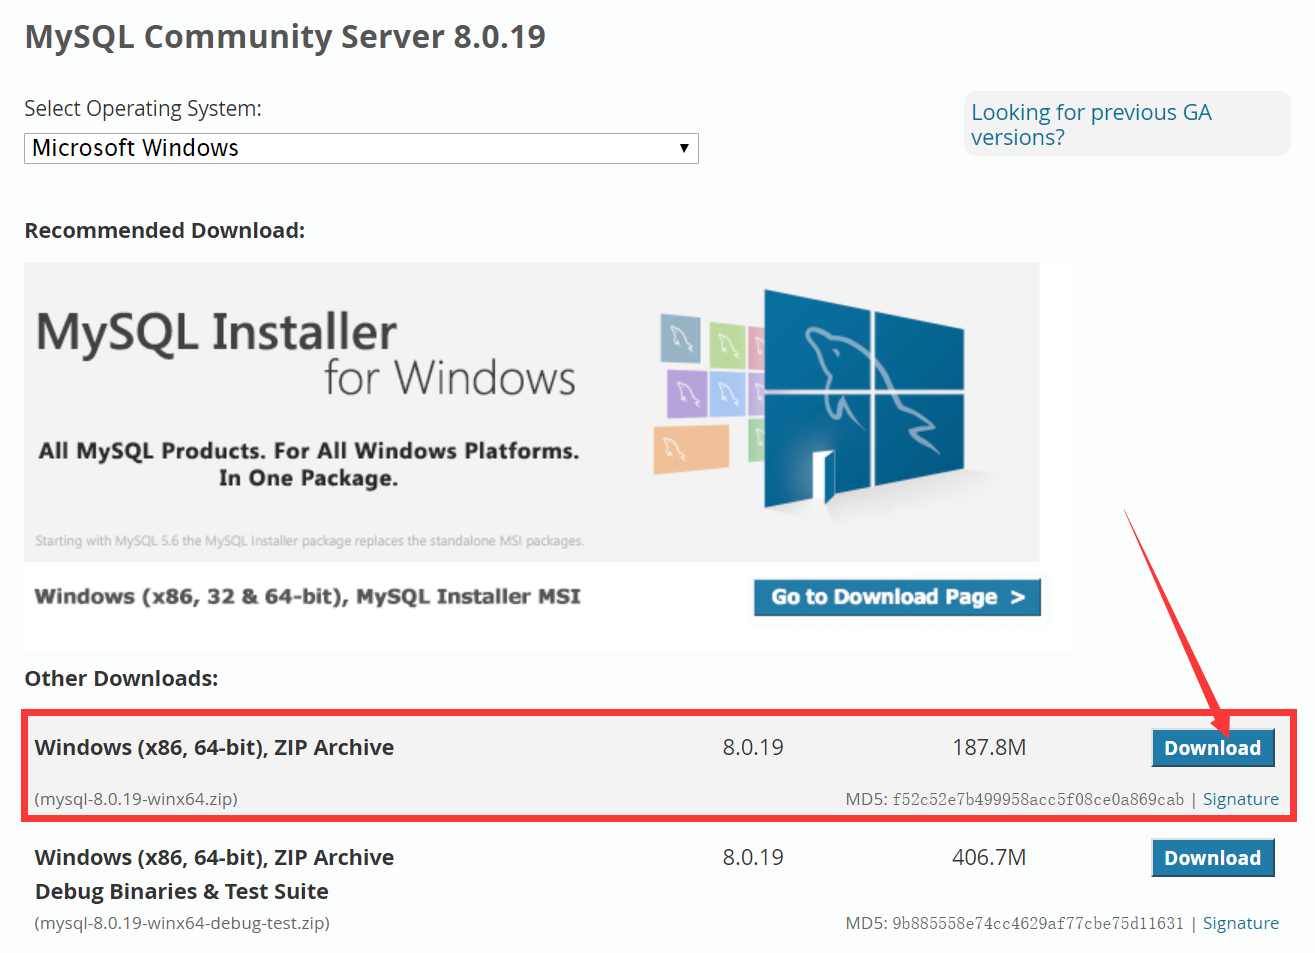 MySQL Community Server 8.0.19
Select Operating System:
Looking for previous GA
versions?
Microsoft Windows
Recommended Download:
MySQL Installer
for Windows
All MySQL Products. For All Windows Platforms.
In One Package.
Starting with MySQL 5.6 the MySQL Installer package replaces the standalone MSI packages.
Windows (x86, 32 & 64-bit), MySQL Installer MSI
Go to Download Page >
Other Downloads:
Windows (x86, 64-bit), ZIP Archive 8.0.19 187.8M Download
(mysql-8.0.19-winx64.zip) MD5: f52c52e7b499958acc5f08ce0a869cab | Signature
Windows (x86, 64-bit), ZIP Archive 8.0.19 406.7M Download
Debug Binaries & Test Suite
(mysql-8.0.19-winx64-debug-test.zip) MD5: 9b885558e74cc4629af77cbe75d11631 | Signature